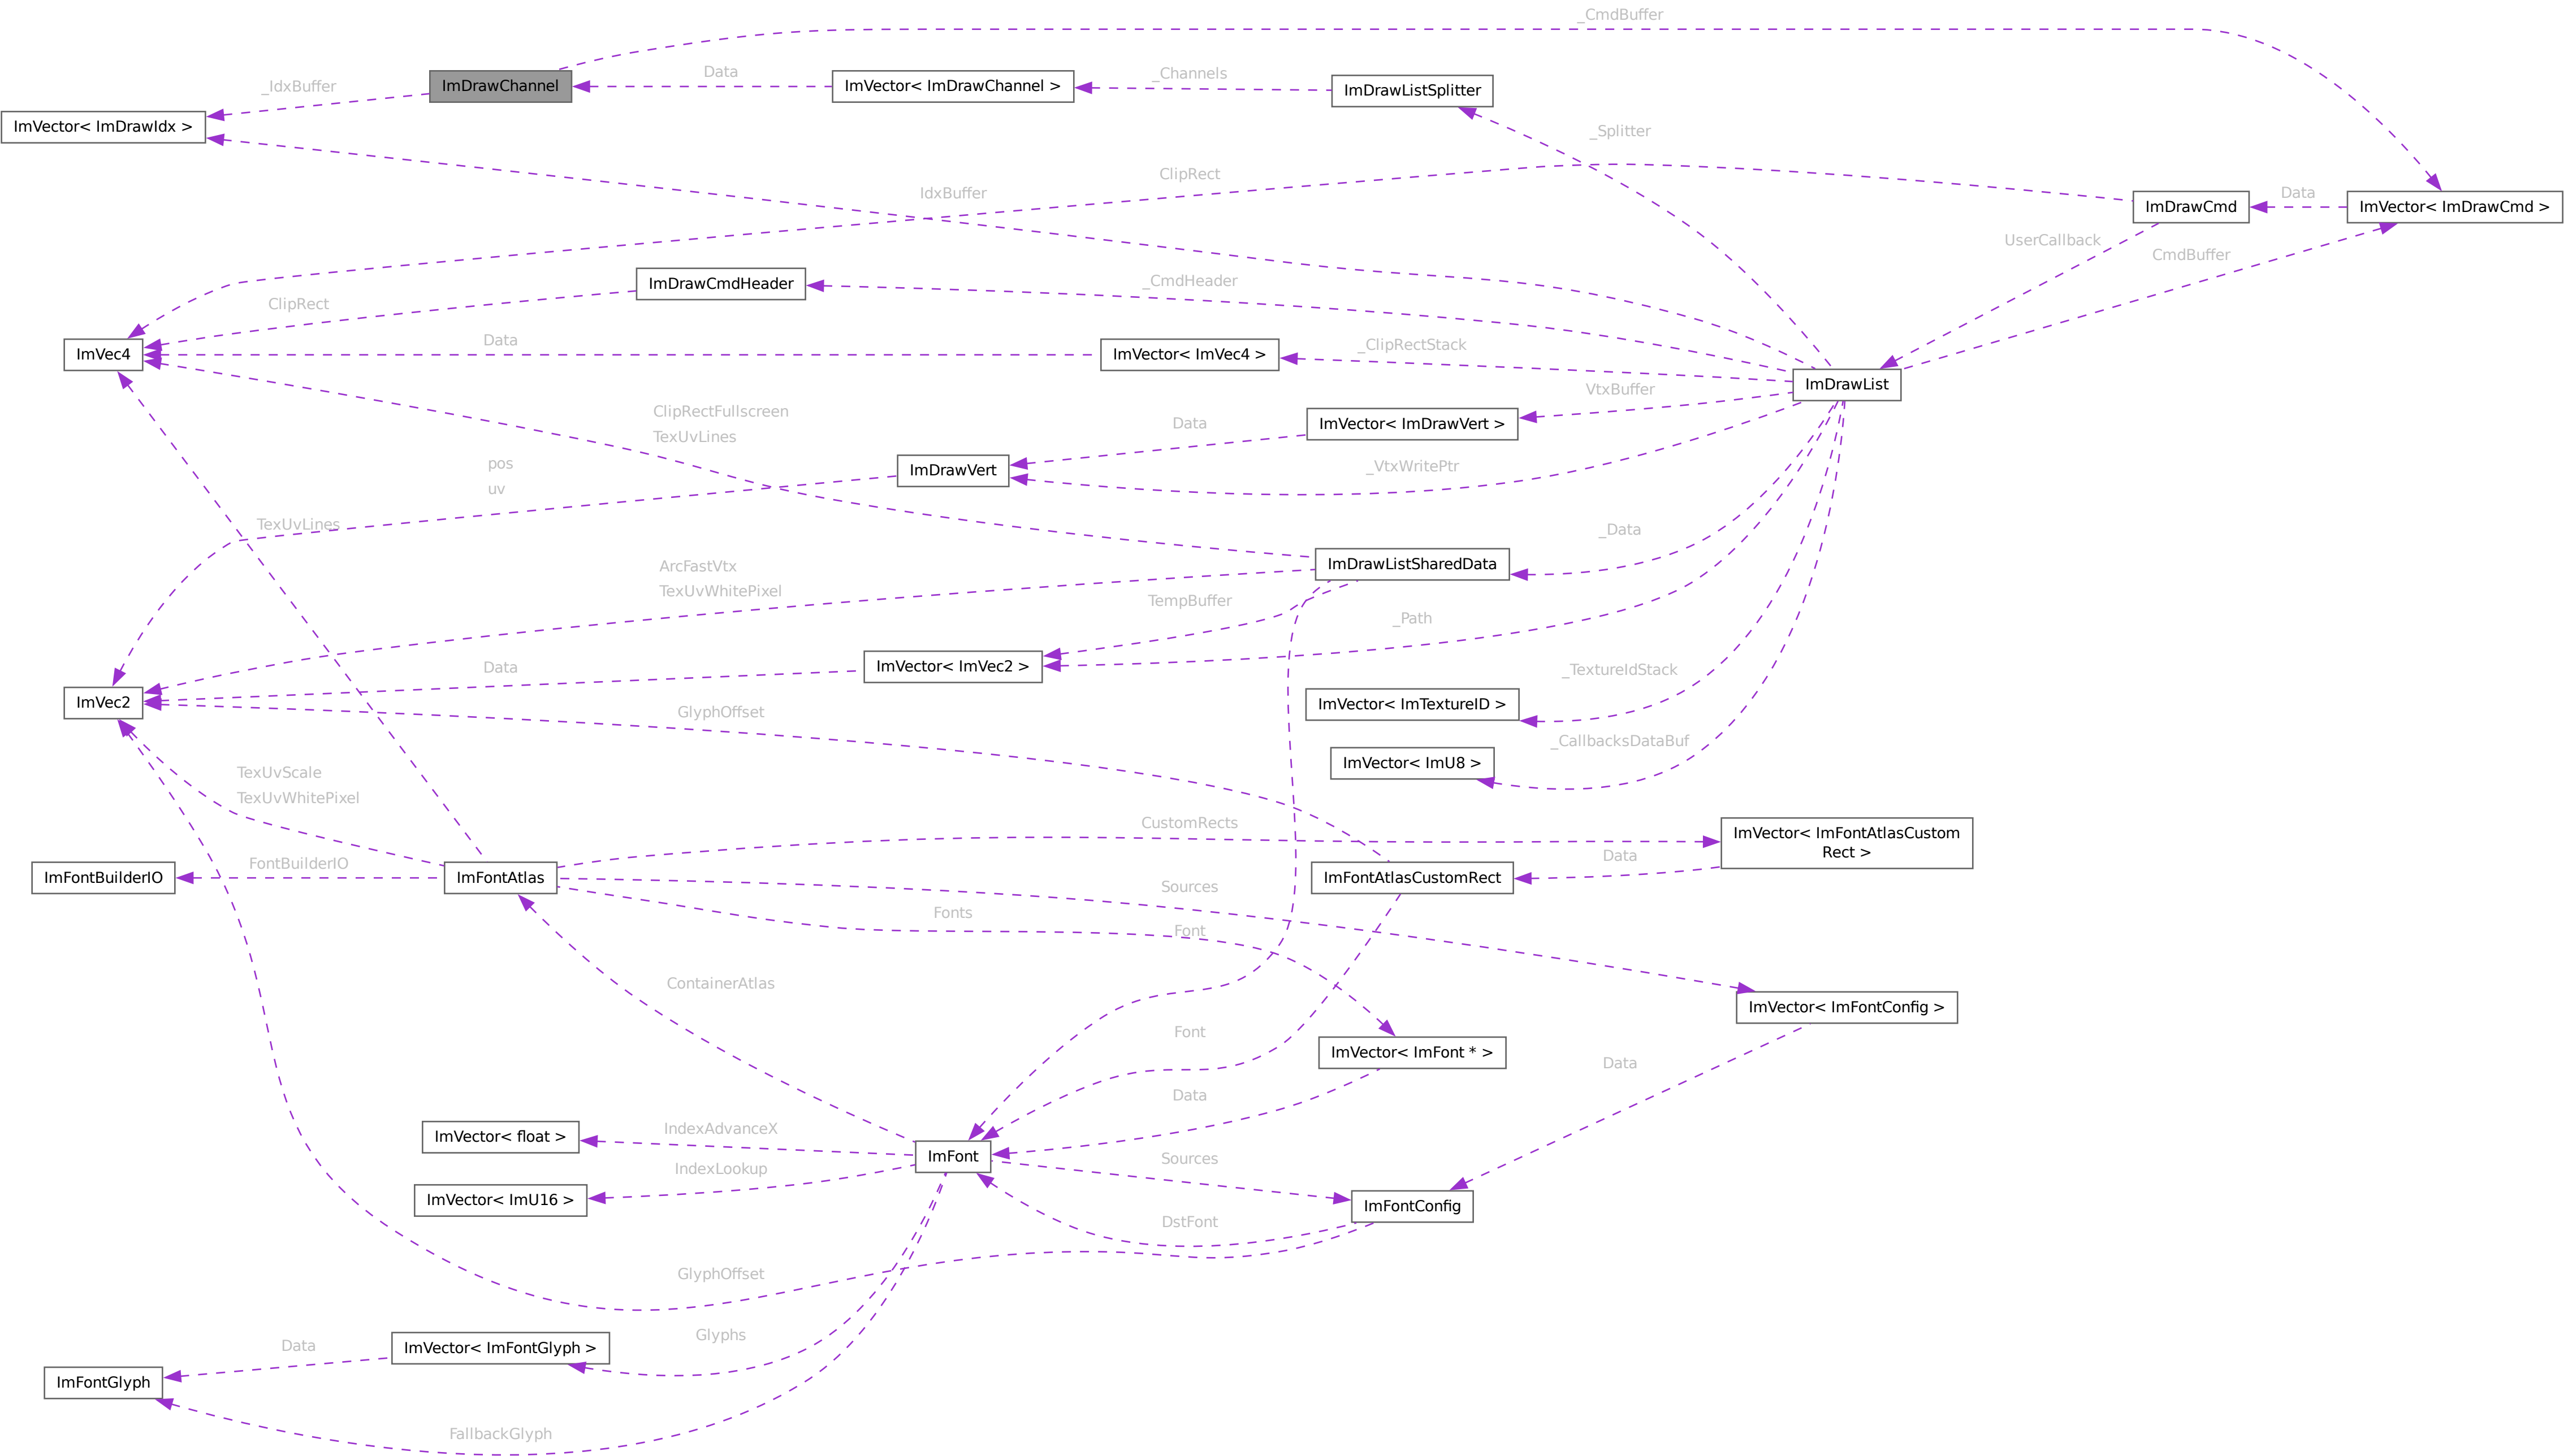 _CmdBuffer
Data
_Channels
_IdxBuffer
ImDrawChannel
ImVector< ImDrawChannel >
ImDrawListSplitter
ImVector< ImDrawIdx >
_Splitter
ClipRect
IdxBuffer
Data
ImDrawCmd
ImVector< ImDrawCmd >
UserCallback
CmdBuffer
_CmdHeader
ImDrawCmdHeader
ClipRect
Data
_ClipRectStack
ImVec4
ImVector< ImVec4 >
ImDrawList
VtxBuffer
ClipRectFullscreen
TexUvLines
Data
ImVector< ImDrawVert >
pos
uv
ImDrawVert
_VtxWritePtr
TexUvLines
_Data
ArcFastVtx
TexUvWhitePixel
ImDrawListSharedData
TempBuffer
_Path
Data
ImVector< ImVec2 >
_TextureIdStack
ImVec2
GlyphOffset
ImVector< ImTextureID >
_CallbacksDataBuf
ImVector< ImU8 >
TexUvScale
TexUvWhitePixel
CustomRects
ImVector< ImFontAtlasCustom
Rect >
FontBuilderIO
Data
ImFontBuilderIO
ImFontAtlas
ImFontAtlasCustomRect
Sources
Fonts
Font
ContainerAtlas
ImVector< ImFontConfig >
Font
ImVector< ImFont * >
Data
Data
IndexAdvanceX
ImVector< float >
ImFont
Sources
IndexLookup
ImVector< ImU16 >
ImFontConfig
DstFont
GlyphOffset
Glyphs
Data
ImVector< ImFontGlyph >
ImFontGlyph
FallbackGlyph